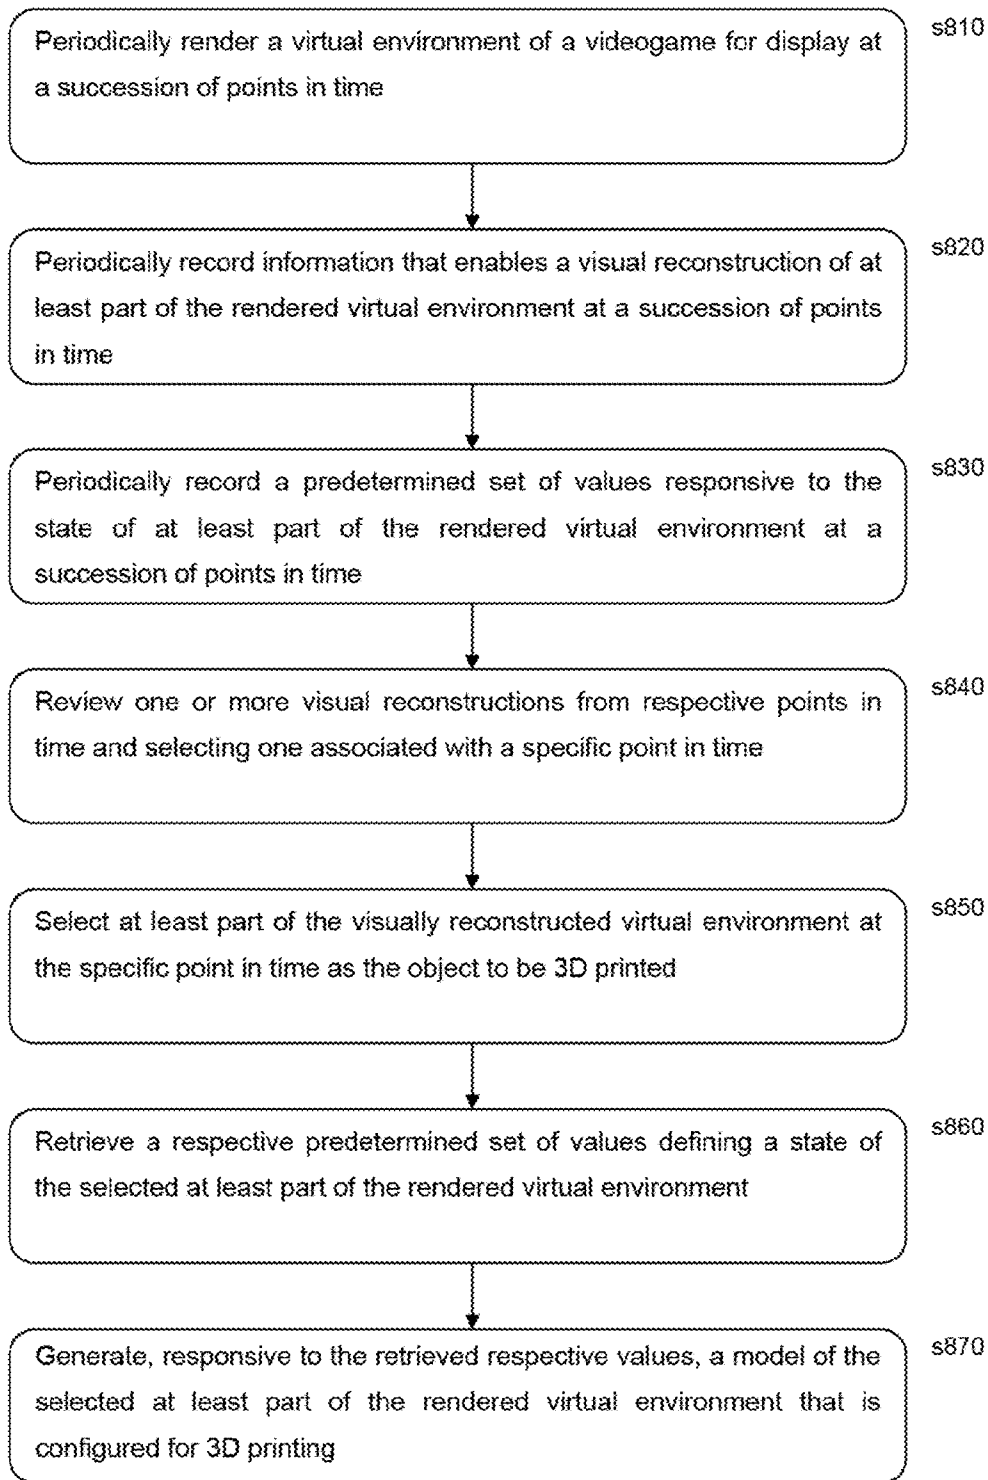 Periodically render a virtual environment of a videogame for display at
a succession of points in time
s810
Periodically record information that enables a visual reconstruction of at
least part of the rendered virtual environment at a succession of points
in time
s820
Periodically record a predetermined set of values responsive to the
state of at least part of the rendered virtual environment at a
succession of points in time
s830
Review one or more visual reconstructions from respective points in
time and selecting one associated with a specific point in time
s840
Select at least part of the visually reconstructed virtual environment at
the specific point in time as the object to be 3D printed
s850
Retrieve a respective predetermined set of values defining a state of
the selected at least part of the rendered virtual environment
s860
Generate, responsive to the retrieved respective values, a model of the
selected at least part of the rendered virtual environment that is
configured for 3D printing
s870